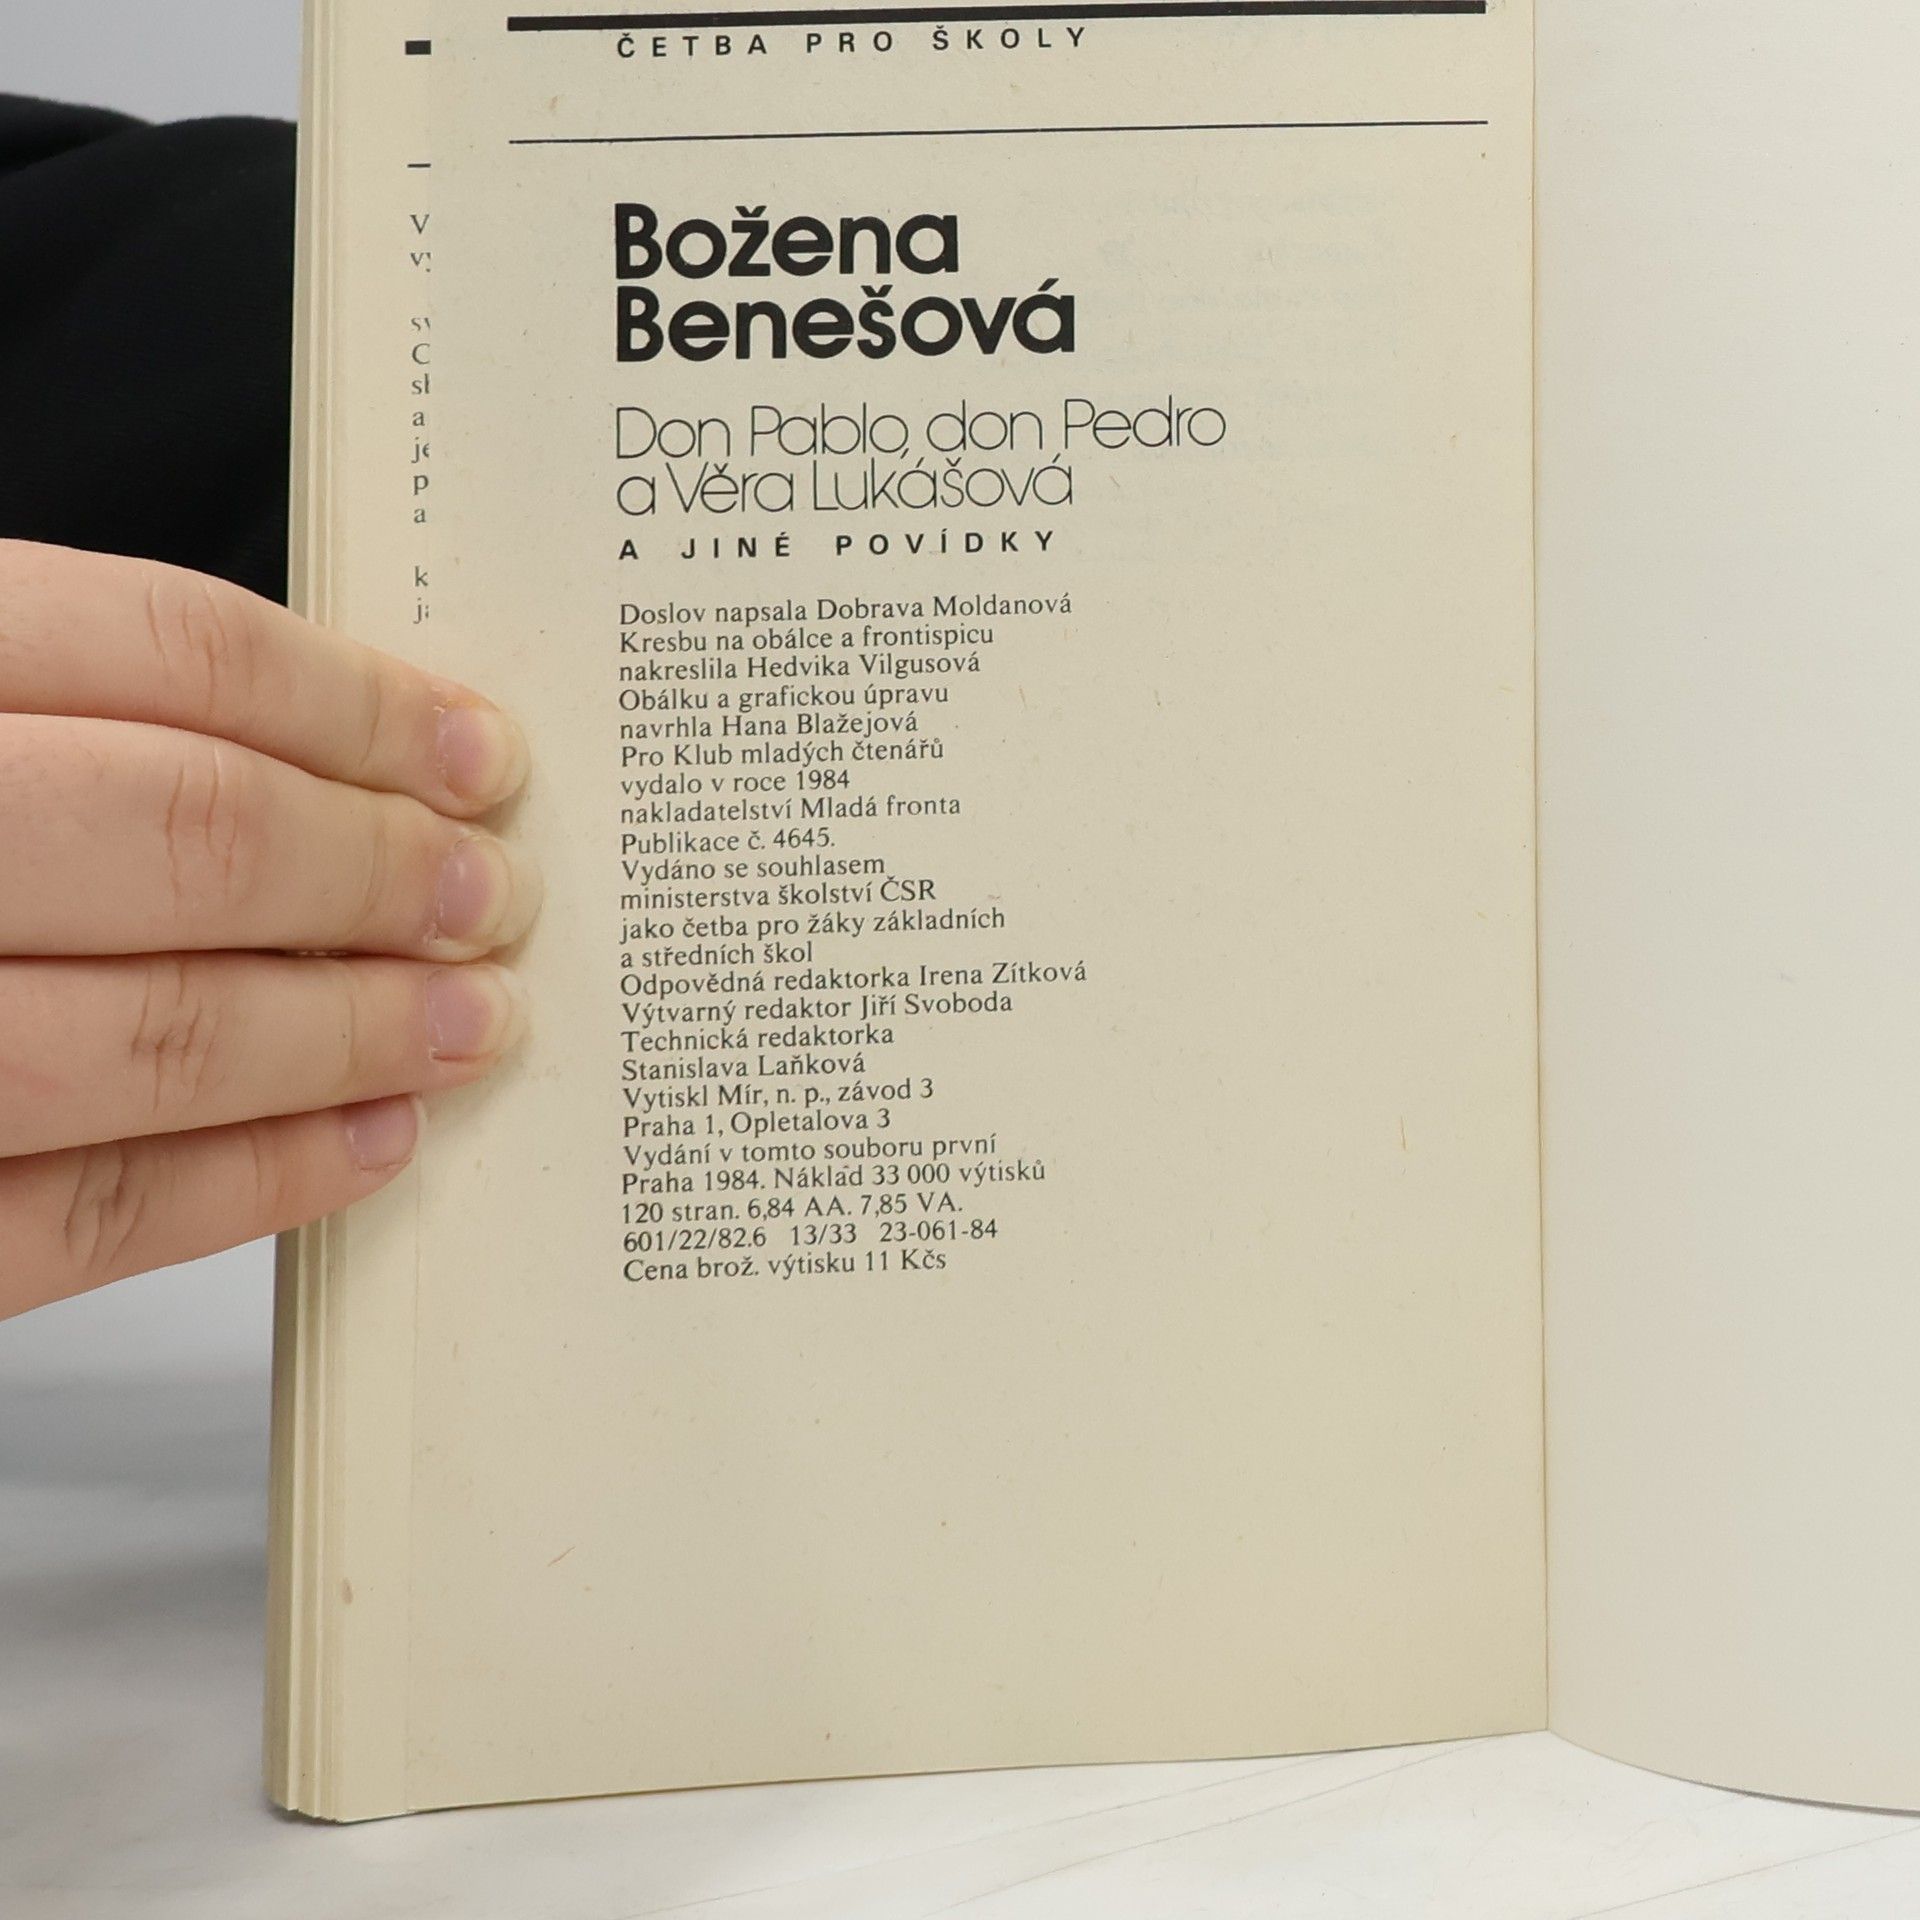 ČETBA PRO ŠKOLY
Božena
Benešová
Don Pablo, don Pedro
a Věra Lukášová
A JINÉ POVÍDKY
Doslov napsala Dobrava Moldanová
Kresbu na obálce a frontispicu
nakreslila Hedvika Vilgusová
Obálku a grafickou úpravu
navrhla Hana Blažejová
Pro Klub mladých čtenářů
vydalo v roce 1984
nakladatelství Mladá fronta
Publikace č. 4645.
Vydáno se souhlasem
ministerstva školství ČSR
jako četba pro žáky základních
a středních škol
Odpovědná redaktorka Irena Zítková
Výtvarný redaktor Jiří Svoboda
Technická redaktorka
Stanislava Laňková
Vytiskl Mír, n. p., závod 3
Praha 1, Opletalova 3
Vydání v tomto souboru první
Praha 1984. Náklad 33 000 výtisků
120 stran. 6,84 AA. 7,85 VA.
601/22/82.6 13/33 23-061-84
Cena brož. výtisku 11 Kčs